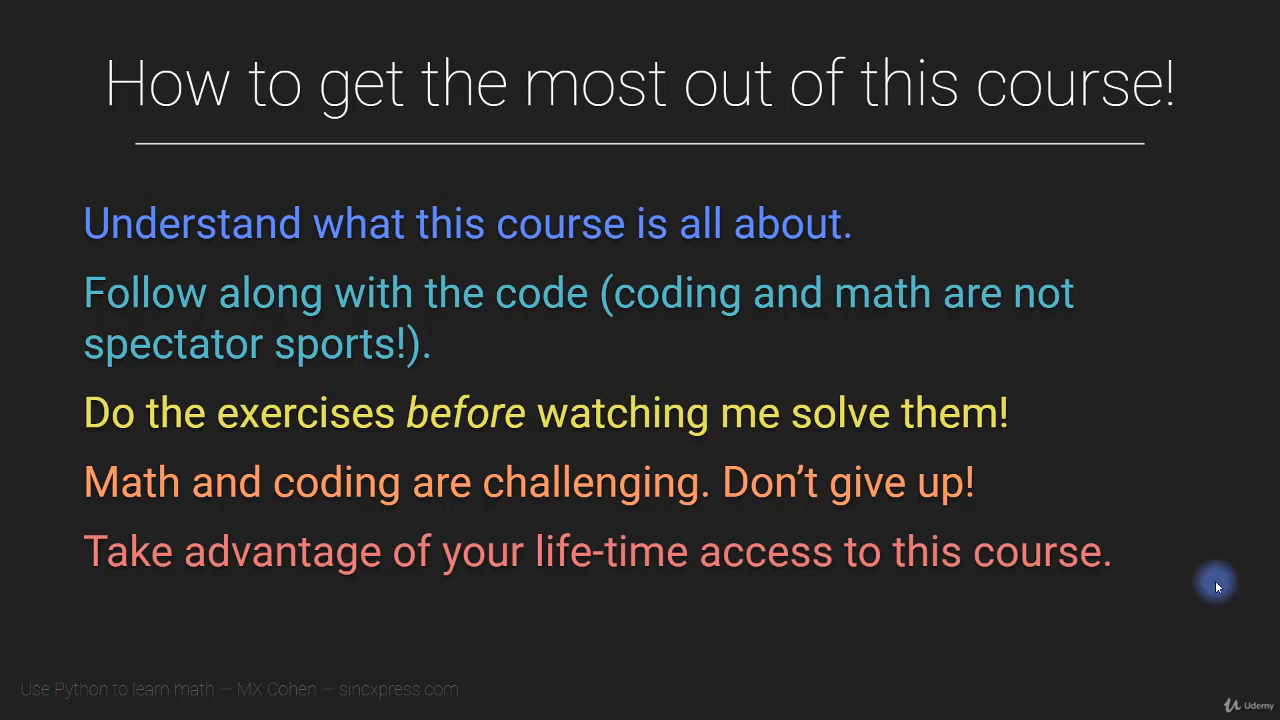 How to get the most out of this course!
Understand what this course is all about.
Follow along with the code (coding and math are not
spectator sports!).
Do the exercises before watching me solve them!
Math and coding are challenging. Don’t give up!
Take advantage of your life-time access to this course.
Use Python to learn math — MX Cohen — sincxpress.com
Udemy